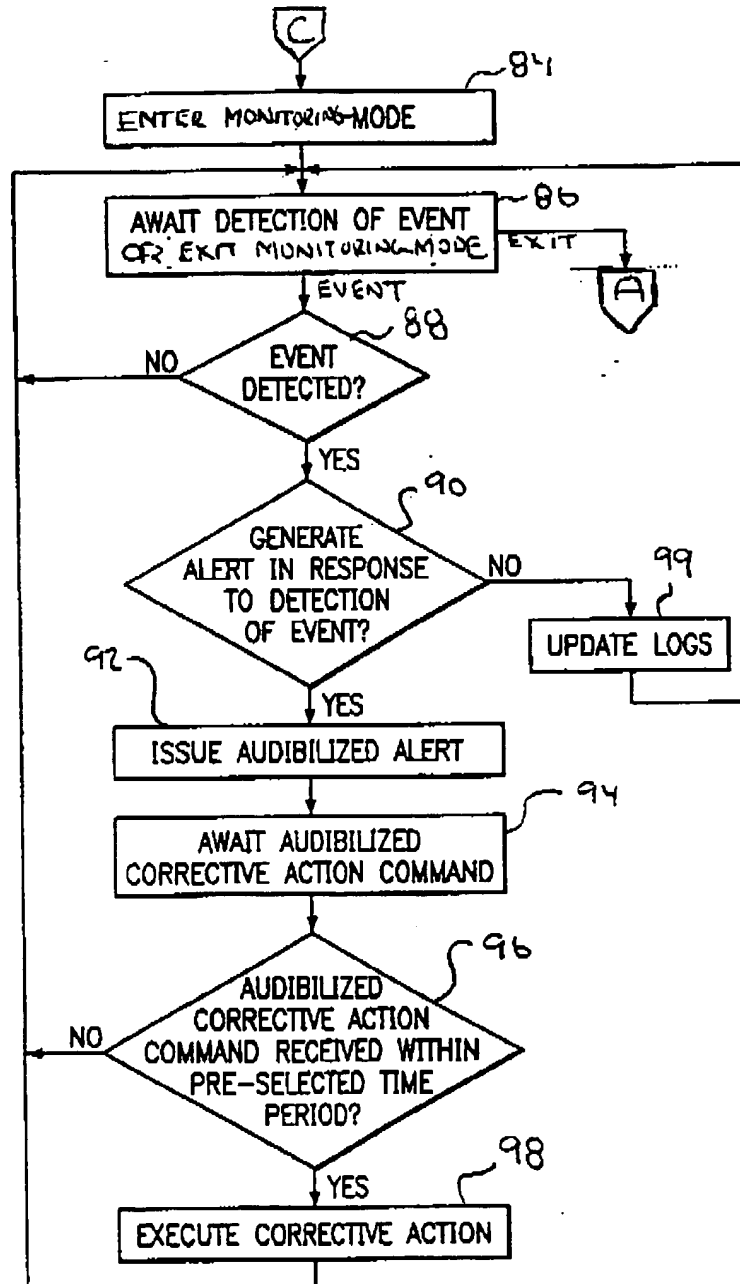 C
84
ENTER MONITORING MODE
86
AWAIT DETECTION OF EVENT
OR EXIT MONITORING MODE
EXIT
A
EVENT
88
NO
EVENT
DETECTED?
YES
90
GENERATE
ALERT IN RESPONSE
TO DETECTION
OF EVENT?
NO
99
UPDATE LOGS
92
YES
ISSUE AUDIBILIZED ALERT
94
AWAIT AUDIBILIZED
CORRECTIVE ACTION COMMAND
96
AUDIBILIZED
CORRECTIVE ACTION
NO
COMMAND RECEIVED WITHIN
PRE-SELECTED TIME
PERIOD?
YES
98
EXECUTE CORRECTIVE ACTION